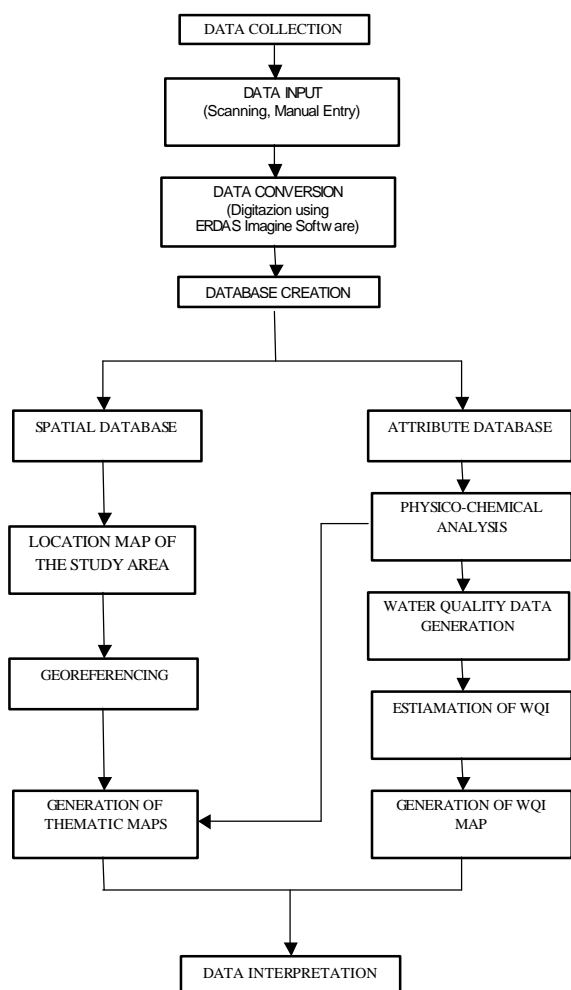 DATA COLLECTION
DATA INPUT
(Scanning, Manual Entry)
DATA CONVERSION
(Digitazion using
ERDAS Imagine Software)
DATABASE CREATION
SPATIAL DATABASE
ATTRIBUTE DATABASE
PHYSICO-CHEMICAL
ANALYSIS
LOCATION MAP OF
THE STUDY AREA
WATER QUALITY DATA
GENERATION
GEOREFERENCING
ESTIAMATION OF WQI
GENERATION OF
THEMATIC MAPS
GENERATION OF WQI
MAP
DATA INTERPRETATION